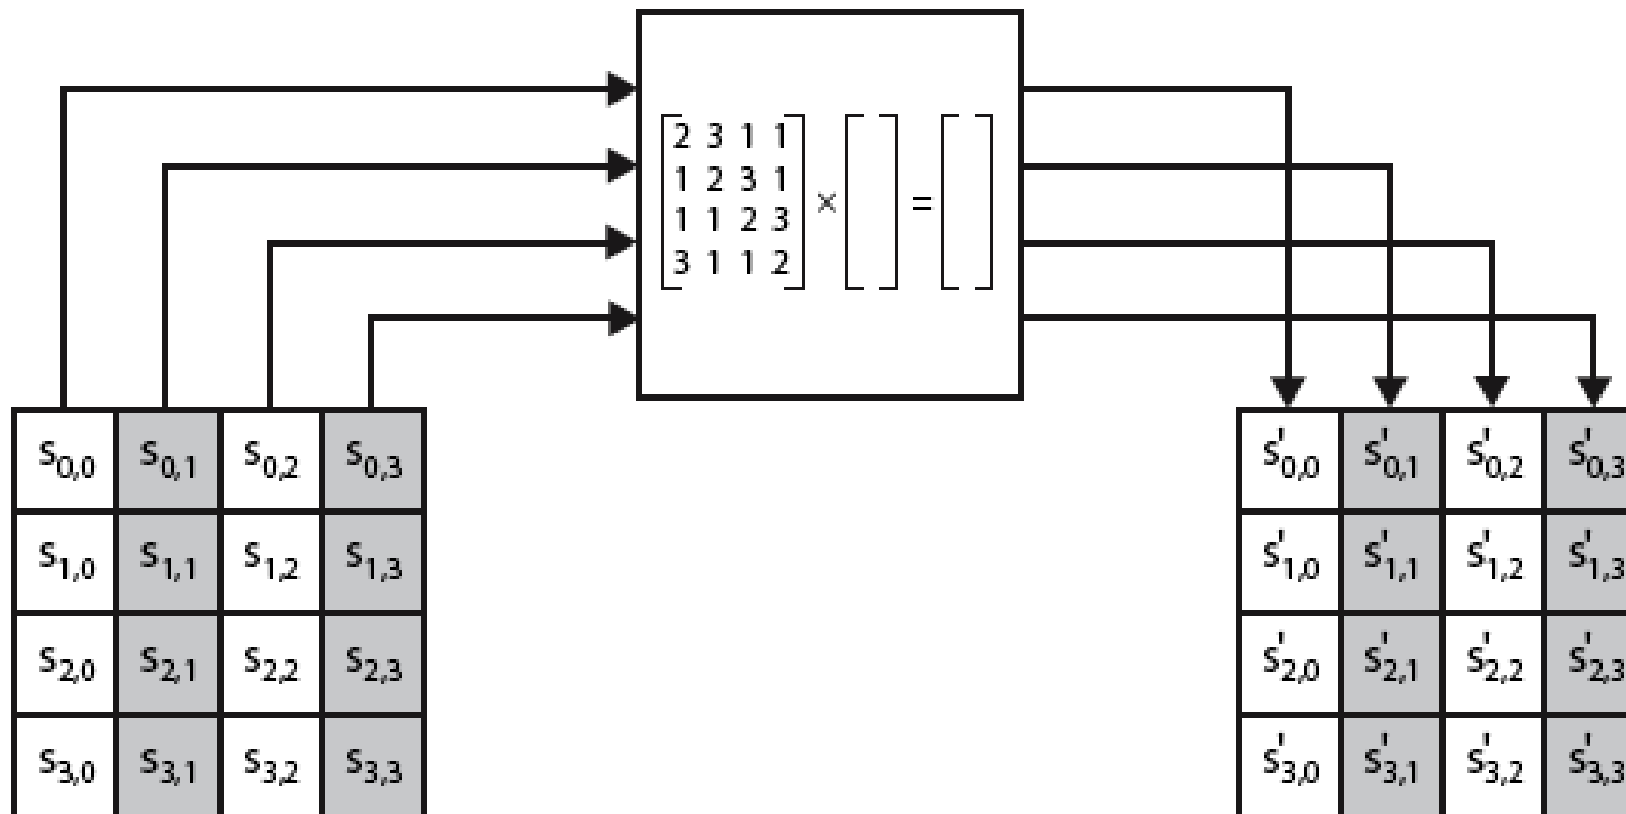 2 3 1 1
1 2 3 1
1 1 2 3
3 1 1 2
× =
S0,0 S0,1 S0,2 S0,3
S1,0 S1,1 S1,2 S1,3
S2,0 S2,1 S2,2 S2,3
S3,0 S3,1 S3,2 S3,3
S'0,0 S'0,1 S'0,2 S'0,3
S'1,0 S'1,1 S'1,2 S'1,3
S'2,0 S'2,1 S'2,2 S'2,3
S'3,0 S'3,1 S'3,2 S'3,3